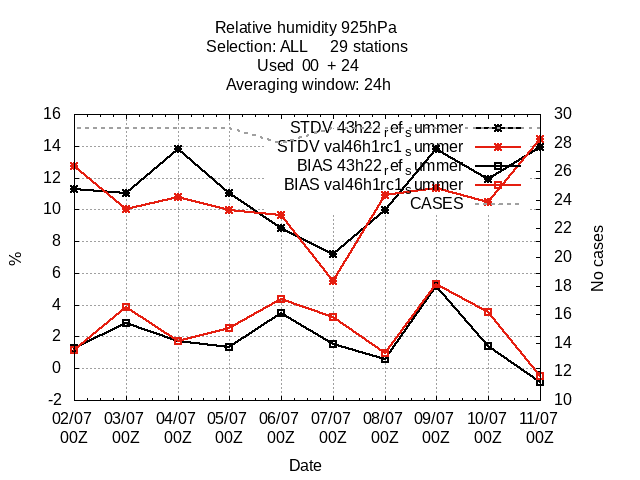 Relative humidity 925hPa
Selection: ALL 29 stations
Used 00 + 24
Averaging window: 24h
16 30
14 28
12 26
10 24
8 22
6 20
4 18
2 16
0 14
-2 12
10
%
No cases
STDV 43h22_ref_summer
STDV val46h1rc1_summer
BIAS 43h22_ref_summer
BIAS val46h1rc1_summer
CASES
02/07 03/07 04/07 05/07 06/07 07/07 08/07 09/07 10/07 11/07
00Z 00Z 00Z 00Z 00Z 00Z 00Z 00Z 00Z 00Z
Date